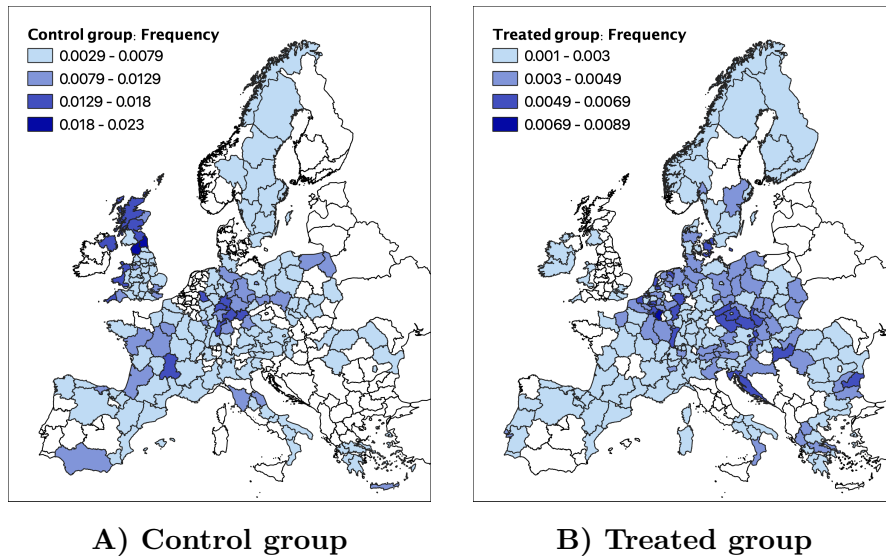 Control group: Frequency
0.0029 - 0.0079
0.0079 - 0.0129
0.0129 - 0.018
0.018 - 0.023
Treated group: Frequency
0.001 - 0.003
0.003 - 0.0049
0.0049 - 0.0069
0.0069 - 0.0089
A) Control group
B) Treated group